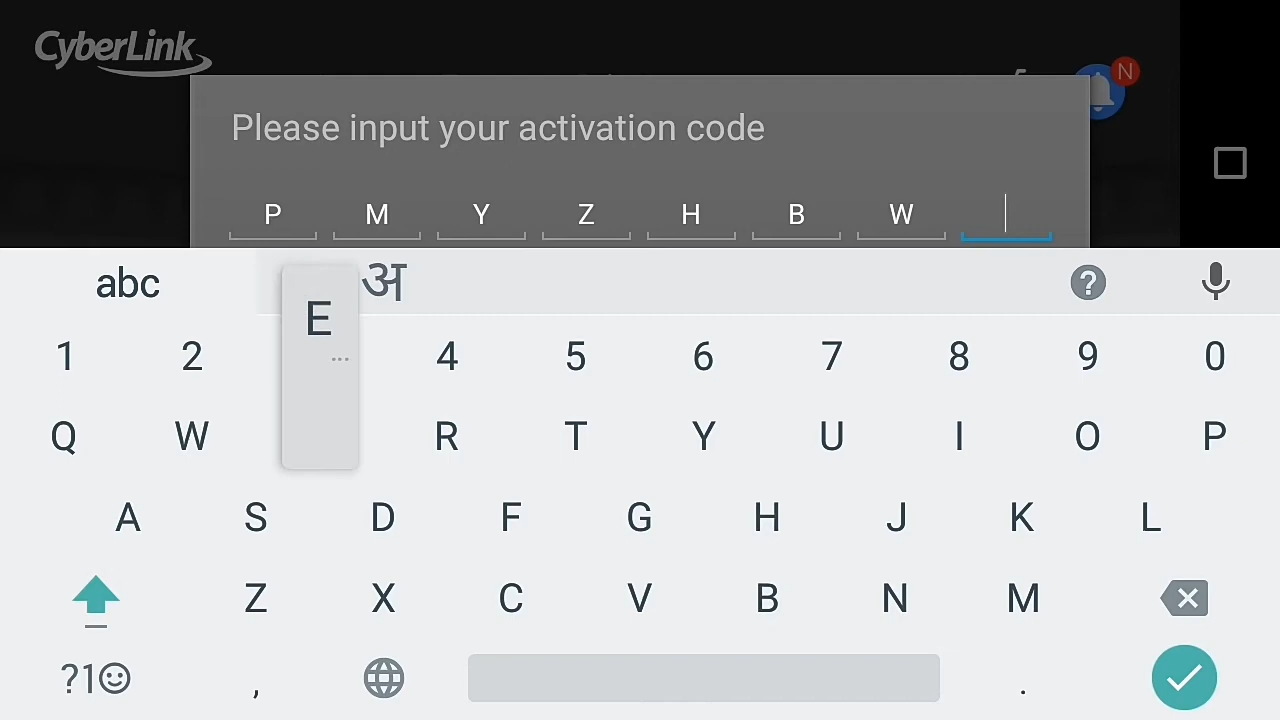 CyberLink
N
Please input your activation code
P M Y Z H B W
abc E अ ?
1 2 4 5 6 7 8 9 0
Q W R T Y U I O P
A S D F G H J K L
Z X C V B N M
?1 , .